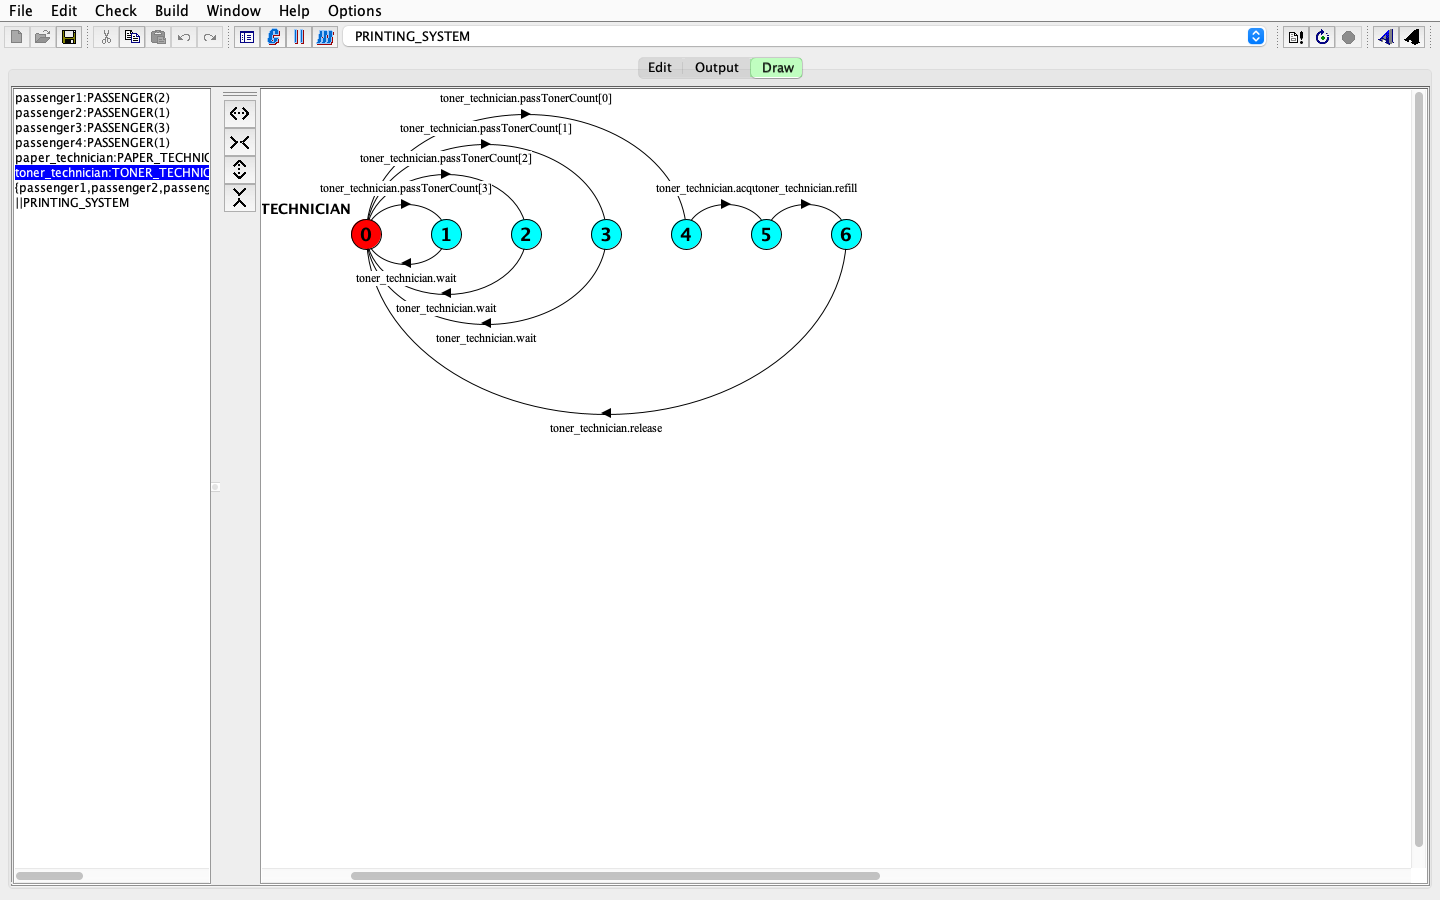 File Edit Check Build Window Help Options
PRINTING_SYSTEM
Edit Output Draw
passenger1:PASSENGER(2)
passenger2:PASSENGER(1)
passenger3:PASSENGER(3)
passenger4:PASSENGER(1)
paper_technician:PAPER_TECHNIC
toner_technician:TONER_TECHNIC
{passenger1,passenger2,passeng
||PRINTING_SYSTEM
toner_technician.passTonerCount[0]
toner_technician.passTonerCount[1]
toner_technician.passTonerCount[2]
toner_technician.passTonerCount[3]
toner_technician.acqtoner_technician.refill
TECHNICIAN
0 1 2 3 4 5 6
toner_technician.wait
toner_technician.wait
toner_technician.wait
toner_technician.release